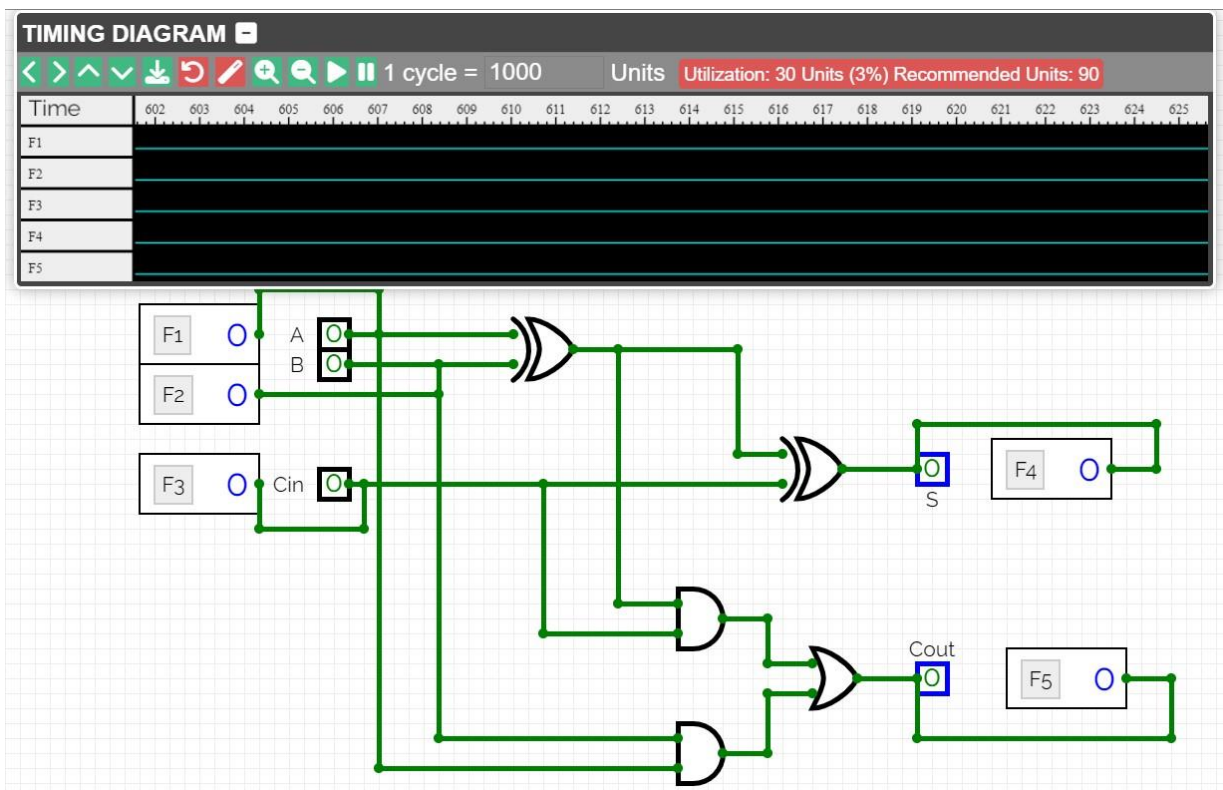 TIMING DIAGRAM
1 cycle = 1000 Units Utilization: 30 Units (3%) Recommended Units: 90
Time 602 603 604 605 606 607 608 609 610 611 612 613 614 615 616 617 618 619 620 621 622 623 624 625
F1
F2
F3
F4
F5
F1 0 A 0
B 0
F2 0
F3 0 Cin 0
0 F4 0
S
Cout
0 F5 0